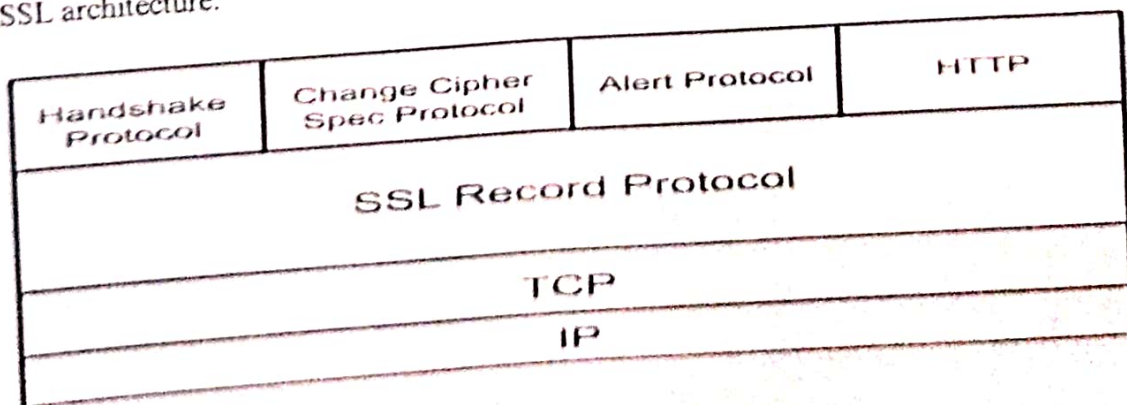 SSL architecture.
Handshake
Protocol
Change Cipher
Spec Protocol
Alert Protocol
HTTP
SSL Record Protocol
TCP
IP